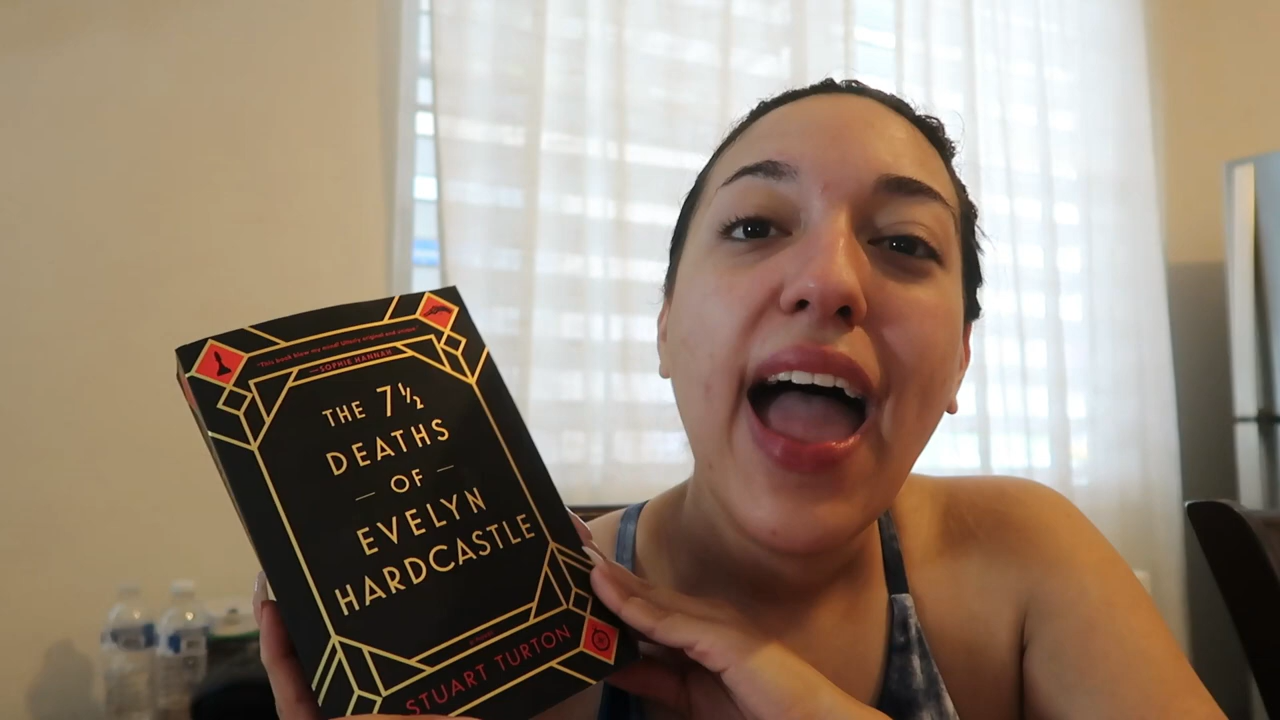 "This book blew my mind! Utterly original and unique."
—SOPHIE HANNAH
THE 7½
DEATHS
— OF —
EVELYN
HARDCASTLE
A NOVEL
STUART TURTON